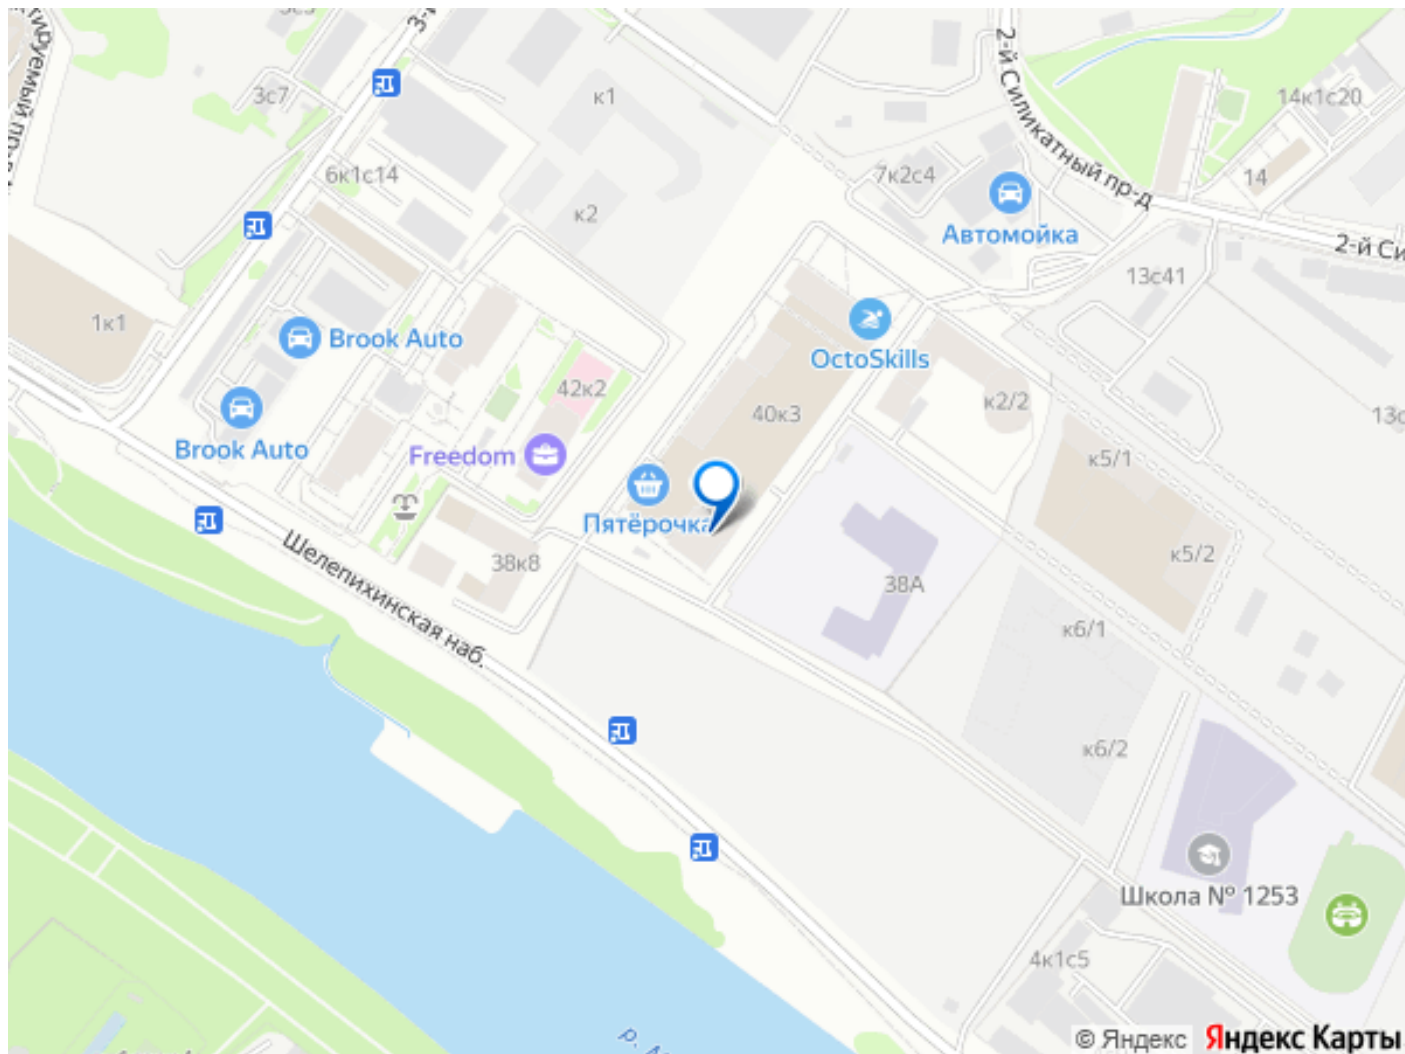 3с7
к1
2-й Силикатный пр-д
14к1с20
6к1с14
7к2с4
14
к2
Автомойка
2-й Си
13с41
1к1
Brook Auto
OctoSkills
42к2
40к3
к2/2
13с
Brook Auto
Freedom
к5/1
Пятёрочка
Шелепихинская наб.
38к8
38А
к5/2
к6/1
к6/2
Школа № 1253
4к1с5
© Яндекс Яндекс Карты